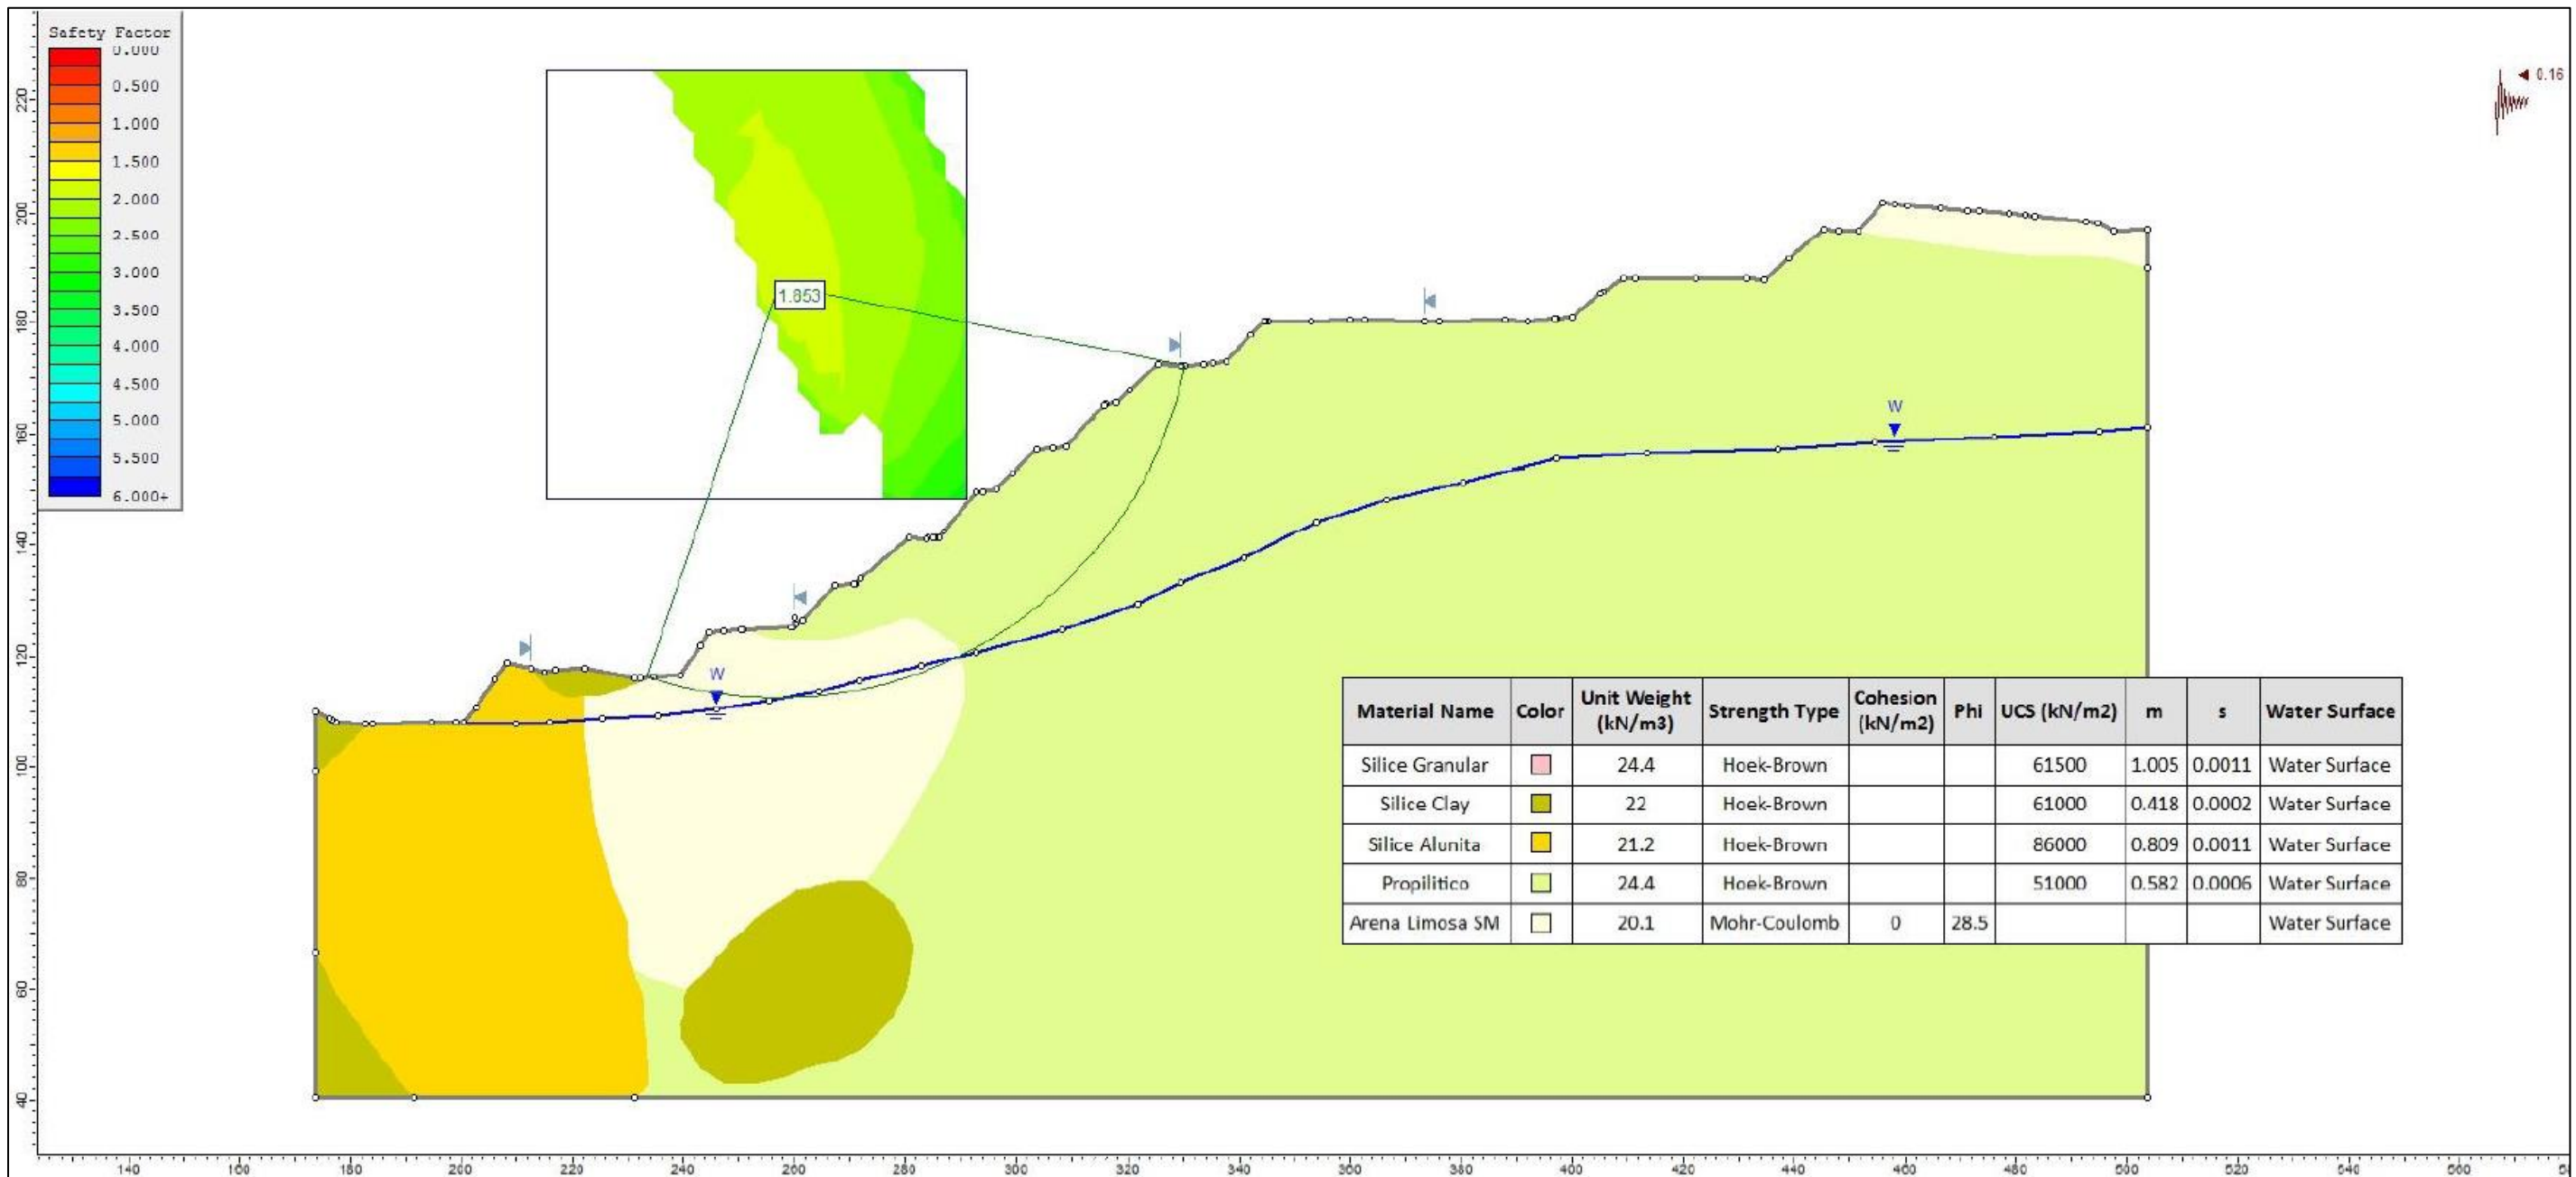 Safety Factor
0.000
0.500
1.000
1.500
2.000
2.500
3.000
3.500
4.000
4.500
5.000
5.500
6.000+
0.16
1.853
W
W
Material Name Color Unit Weight (kN/m3) Strength Type Cohesion (kN/m2) Phi UCS (kN/m2) m s Water Surface
Silice Granular 24.4 Hoek-Brown 61500 1.005 0.0011 Water Surface
Silice Clay 22 Hoek-Brown 61000 0.418 0.0002 Water Surface
Silice Alunita 21.2 Hoek-Brown 86000 0.809 0.0011 Water Surface
Propilitico 24.4 Hoek-Brown 51000 0.582 0.0006 Water Surface
Arena Limosa SM 20.1 Mohr-Coulomb 0 28.5 Water Surface
220
200
180
160
140
120
100
80
60
40
140 160 180 200 220 240 260 280 300 320 340 360 380 400 420 440 460 480 500 520 540 560